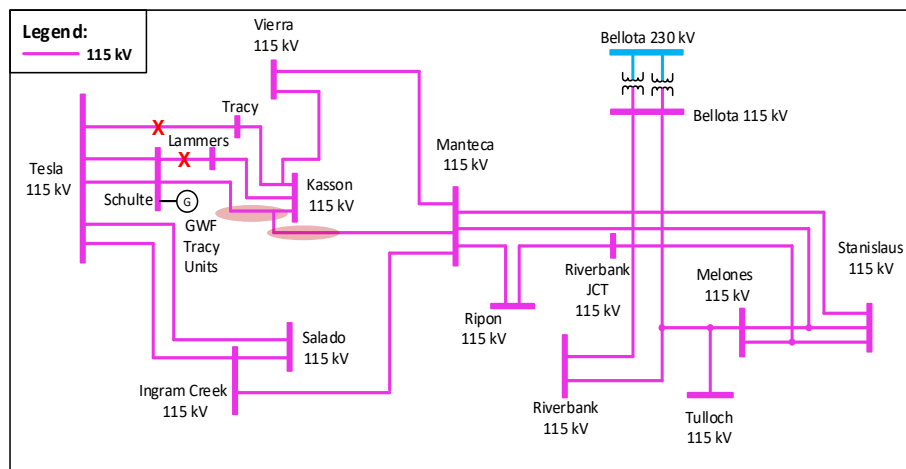 Legend:
115 kV
Vierra
115 kV
Bellota 230 kV
Bellota 115 kV
Tracy
X
Lammers
X
Tesla
115 kV
Schulte
G
GWF
Tracy
Units
Kasson
115 kV
Manteca
115 kV
Riverbank
JCT
115 kV
Melones
115 kV
Stanislaus
115 kV
Ripon
115 kV
Salado
115 kV
Ingram Creek
115 kV
Riverbank
115 kV
Tulloch
115 kV